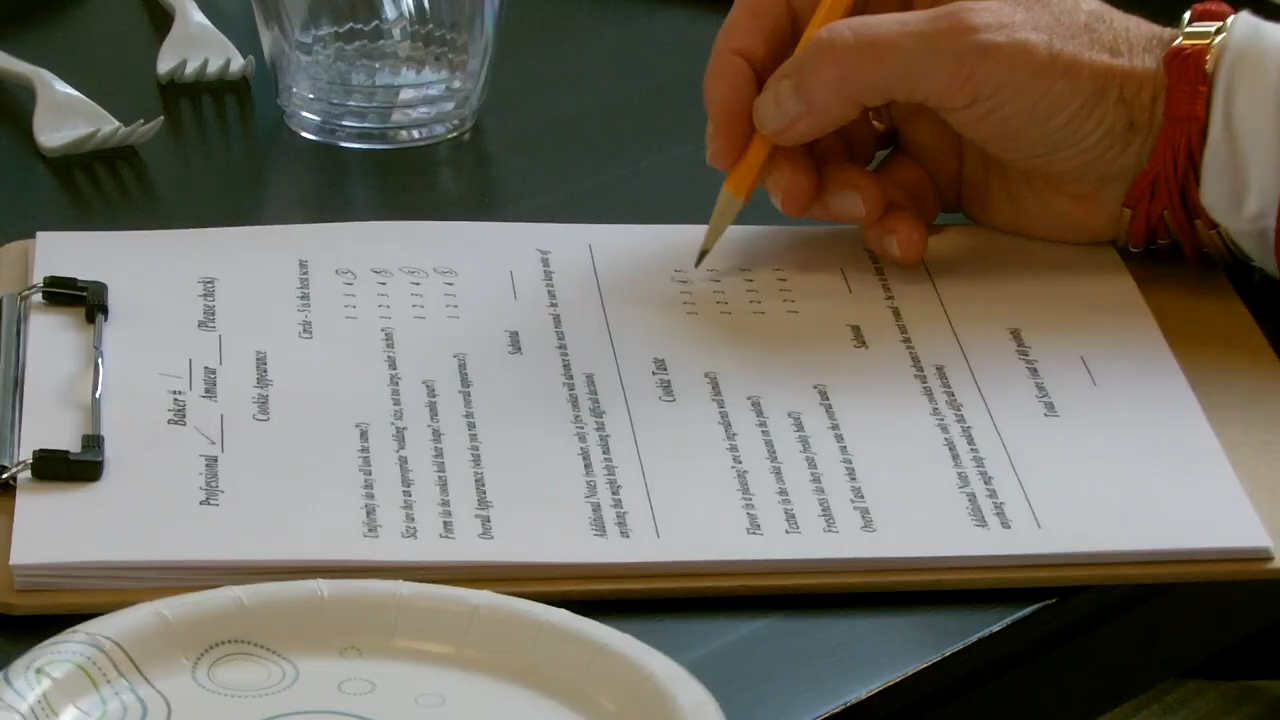 Baker # 1
Professional ✓ Amateur ___ (Please check)
Cookie Appearance
Circle - 5 is the best score
Uniformity (do they all look the same?) 1 2 3 4 5
Size (are they an appropriate "wedding" size, not too large, under 3 inches?) 1 2 3 4 5
Form (do the cookies hold their shape? crumble apart?) 1 2 3 4 5
Overall Appearance (what do you rate the overall appearance?) 1 2 3 4 5
Subtotal ___
Additional Notes (remember, only a few cookies will advance to the next round - be sure to keep note of
anything that might help in making that difficult decision)
Cookie Taste
Flavor (is it pleasing? are the ingredients well blended?) 1 2 3 4 5
Texture (is the cookie pleasant on the palate?) 1 2 3 4 5
Freshness (do they taste freshly baked?) 1 2 3 4 5
Overall Taste (what do you rate the overall taste?) 1 2 3 4 5
Subtotal ___
Additional Notes (remember, only a few cookies will advance to the next round - be sure to keep note of
anything that might help in making that difficult decision)
Total Score (out of 40 points)